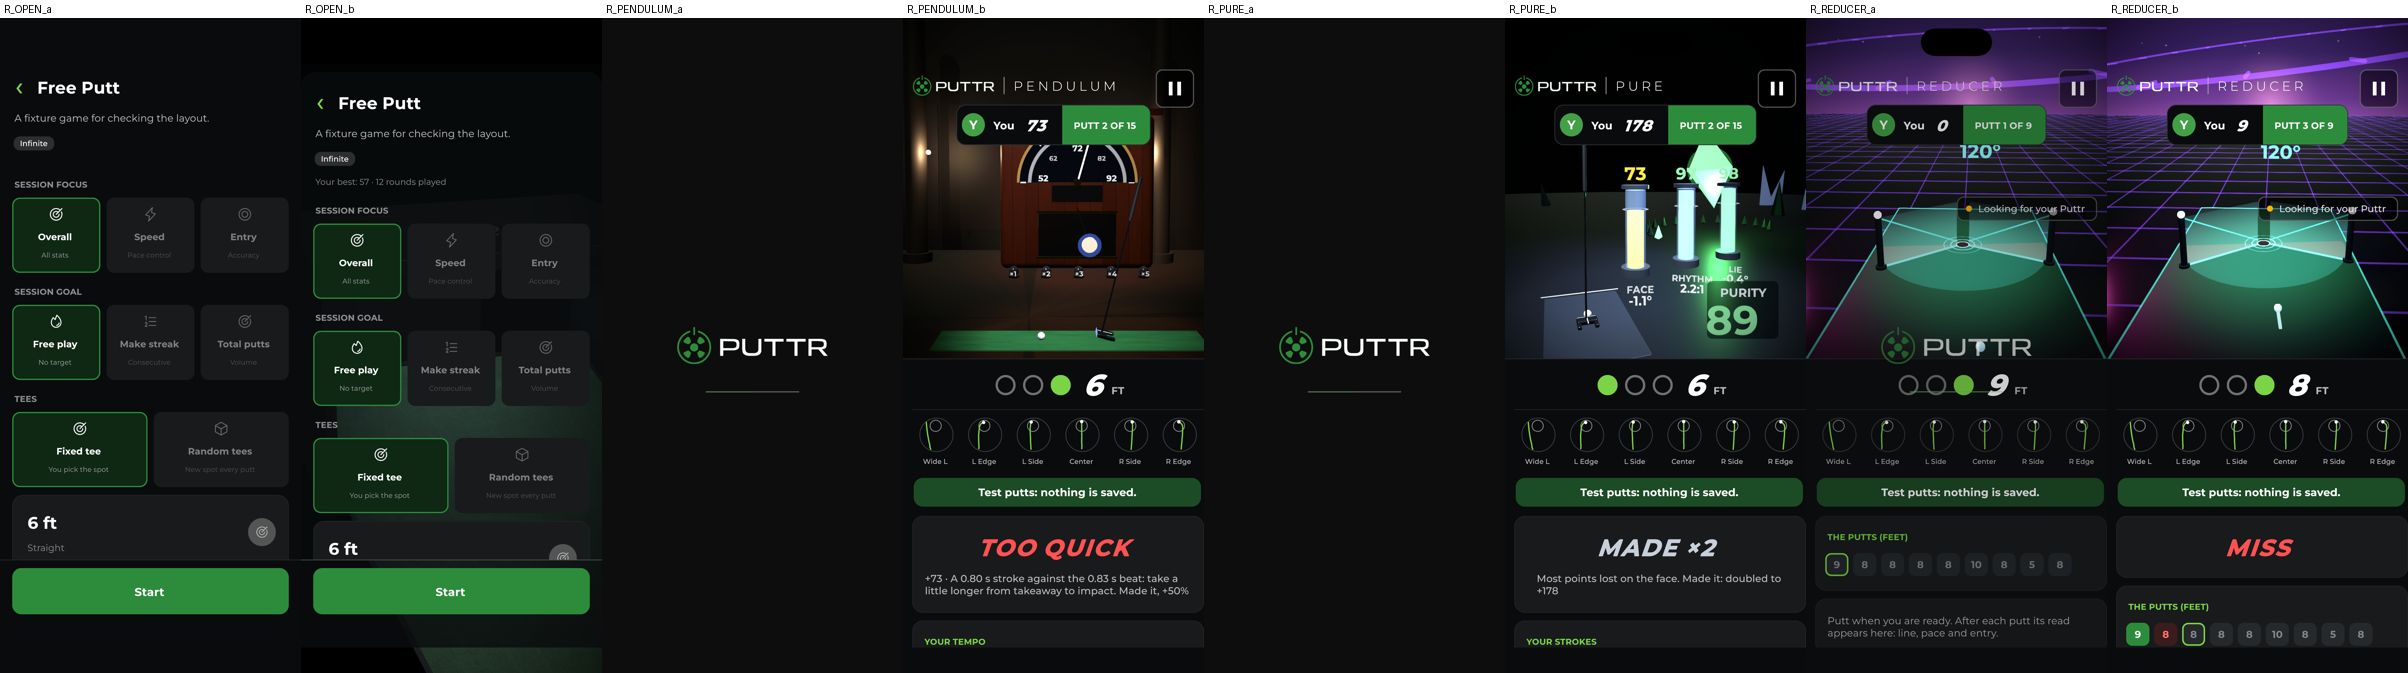 R_OPEN_a
Free Putt
A fixture game for checking the layout.
Infinite
SESSION FOCUS
Overall
All stats
Speed
Pace control
Entry
Accuracy
SESSION GOAL
Free play
No target
Make streak
Consecutive
Total putts
Volume
TEES
Fixed tee
You pick the spot
Random tees
New spot every putt
6 ft
Straight
Start
R_OPEN_b
Free Putt
A fixture game for checking the layout.
Infinite
Your best: 57 · 12 rounds played
SESSION FOCUS
Overall
All stats
Speed
Pace control
Entry
Accuracy
SESSION GOAL
Free play
No target
Make streak
Consecutive
Total putts
Volume
TEES
Fixed tee
You pick the spot
Random tees
New spot every putt
6 ft
Start
R_PENDULUM_a
PUTTR
R_PENDULUM_b
PUTTR | PENDULUM
Y You 73 PUTT 2 OF 15
72
62 82
52 92
×1 ×2 ×3 ×4 ×5
6 FT
Wide L L Edge L Side Center R Side R Edge
Test putts: nothing is saved.
TOO QUICK
+73 · A 0.80 s stroke against the 0.83 s beat: take a
little longer from takeaway to impact. Made it, +50%
YOUR TEMPO
R_PURE_a
PUTTR
R_PURE_b
PUTTR | PURE
Y You 178 PUTT 2 OF 15
73
FACE
-1.1°
RHYTHM
2.2:1
LIE
-0.4°
PURITY
89
6 FT
Wide L L Edge L Side Center R Side R Edge
Test putts: nothing is saved.
MADE ×2
Most points lost on the face. Made it: doubled to
+178
YOUR STROKES
R_REDUCER_a
PUTTR | REDUCER
Y You 0 PUTT 1 OF 9
120°
Looking for your Puttr
PUTTR
9 FT
Wide L L Edge L Side Center R Side R Edge
Test putts: nothing is saved.
THE PUTTS (FEET)
9 8 8 8 8 10 8 5 8
Putt when you are ready. After each putt its read
appears here: line, pace and entry.
R_REDUCER_b
PUTTR | REDUCER
Y You 9 PUTT 3 OF 9
120°
Looking for your Puttr
8 FT
Wide L L Edge L Side Center R Side R Edge
Test putts: nothing is saved.
MISS
THE PUTTS (FEET)
9 8 8 8 8 10 8 5 8